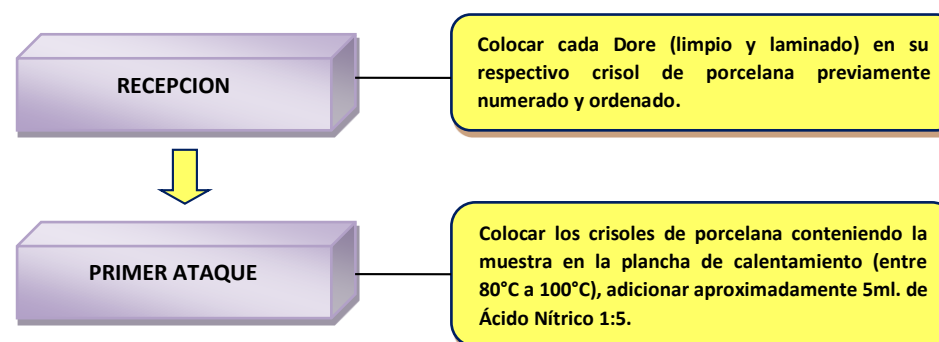 RECEPCION
Colocar cada Dore (limpio y laminado) en su
respectivo crisol de porcelana previamente
numerado y ordenado.
PRIMER ATAQUE
Colocar los crisoles de porcelana conteniendo la
muestra en la plancha de calentamiento (entre
80°C a 100°C), adicionar aproximadamente 5ml. de
Ácido Nítrico 1:5.